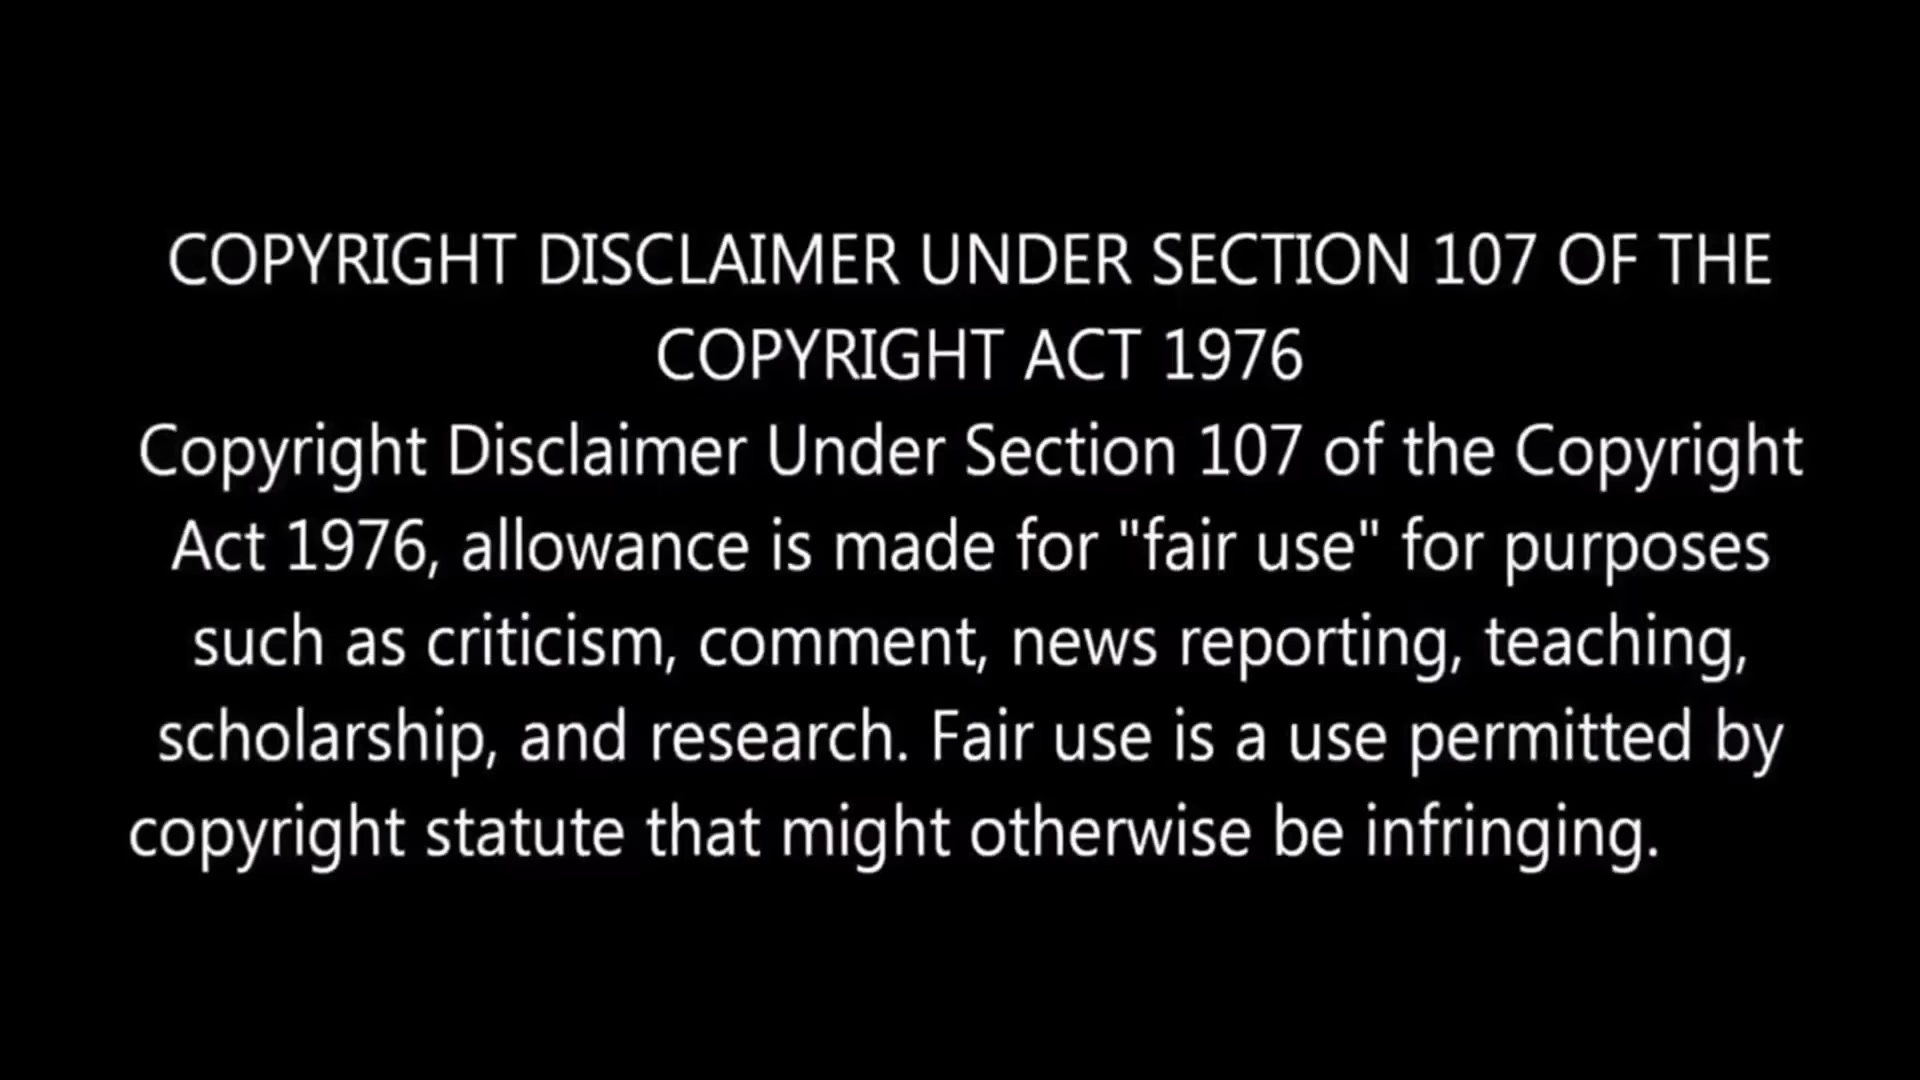 COPYRIGHT DISCLAIMER UNDER SECTION 107 OF THE
COPYRIGHT ACT 1976
Copyright Disclaimer Under Section 107 of the Copyright
Act 1976, allowance is made for "fair use" for purposes
such as criticism, comment, news reporting, teaching,
scholarship, and research. Fair use is a use permitted by
copyright statute that might otherwise be infringing.